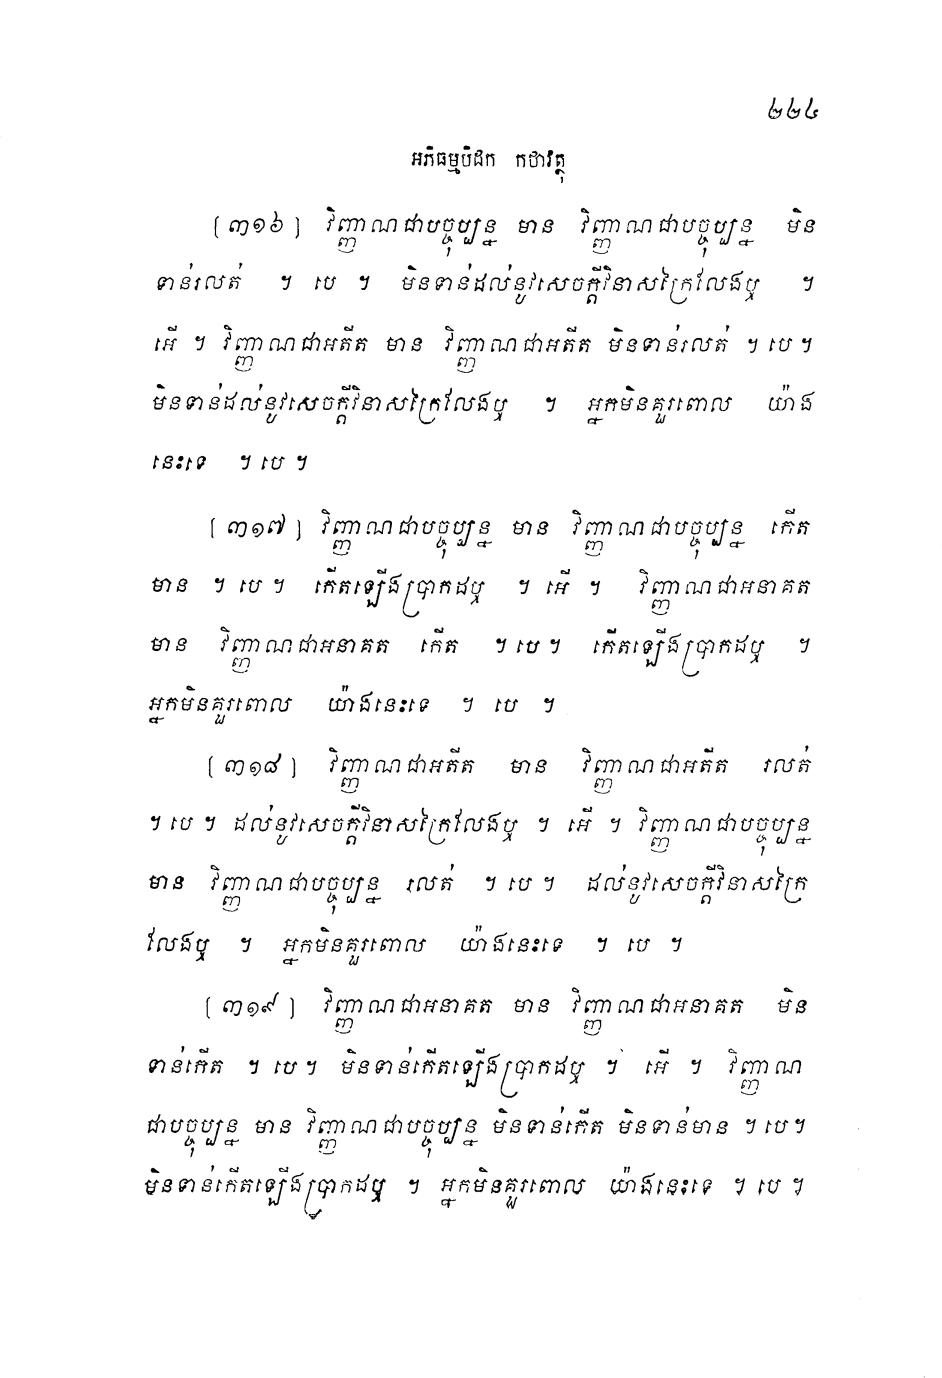 ២២៤
អភិធម្មបិដក កថាវត្ថុ
[៣១៦] វិញ្ញាណជាបច្ចុប្បន្ន មាន វិញ្ញាណជាបច្ចុប្បន្ន មិន
ទាន់រលត់ ។ បេ ។ មិនទាន់ដល់នូវសេចក្តីវិនាសក្រៃលែងឬ ។
អើ ។ វិញ្ញាណជាអតីត មាន វិញ្ញាណជាអតីត មិនទាន់រលត់ ។ បេ ។
មិនទាន់ដល់នូវសេចក្តីវិនាសក្រៃលែងឬ ។ អ្នកមិនគួរពោល យ៉ាង
នេះទេ ។ បេ ។
[៣១៧] វិញ្ញាណជាបច្ចុប្បន្ន មាន វិញ្ញាណជាបច្ចុប្បន្ន កើត
មាន ។ បេ ។ កើតឡើងប្រាកដឬ ។ អើ ។ វិញ្ញាណជាអនាគត
មាន វិញ្ញាណជាអនាគត កើត ។ បេ ។ កើតឡើងប្រាកដឬ ។
អ្នកមិនគួរពោល យ៉ាងនេះទេ ។ បេ ។
[៣១៨] វិញ្ញាណជាអតីត មាន វិញ្ញាណជាអតីត រលត់
។ បេ ។ ដល់នូវសេចក្តីវិនាសក្រៃលែងឬ ។ អើ ។ វិញ្ញាណជាបច្ចុប្បន្ន
មាន វិញ្ញាណជាបច្ចុប្បន្ន រលត់ ។ បេ ។ ដល់នូវសេចក្តីវិនាសក្រៃ
លែងឬ ។ អ្នកមិនគួរពោល យ៉ាងនេះទេ ។ បេ ។
[៣១៩] វិញ្ញាណជាអនាគត មាន វិញ្ញាណជាអនាគត មិន
ទាន់កើត ។ បេ ។ មិនទាន់កើតឡើងប្រាកដឬ ។ អើ ។ វិញ្ញាណ
ជាបច្ចុប្បន្ន មាន វិញ្ញាណជាបច្ចុប្បន្ន មិនទាន់កើត មិនទាន់មាន ។ បេ ។
មិនទាន់កើតឡើងប្រាកដឬ ។ អ្នកមិនគួរពោល យ៉ាងនេះទេ ។ បេ ។